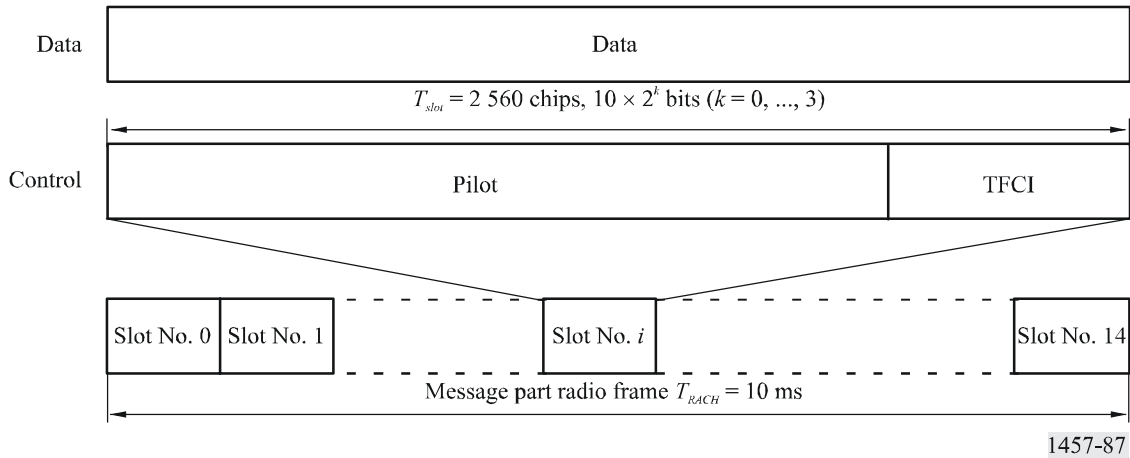 Data
Data
T_slot = 2 560 chips, 10 × 2^k bits (k = 0, ..., 3)
Control
Pilot
TFCI
Slot No. 0
Slot No. 1
Slot No. i
Slot No. 14
Message part radio frame T_RACH = 10 ms
1457-87